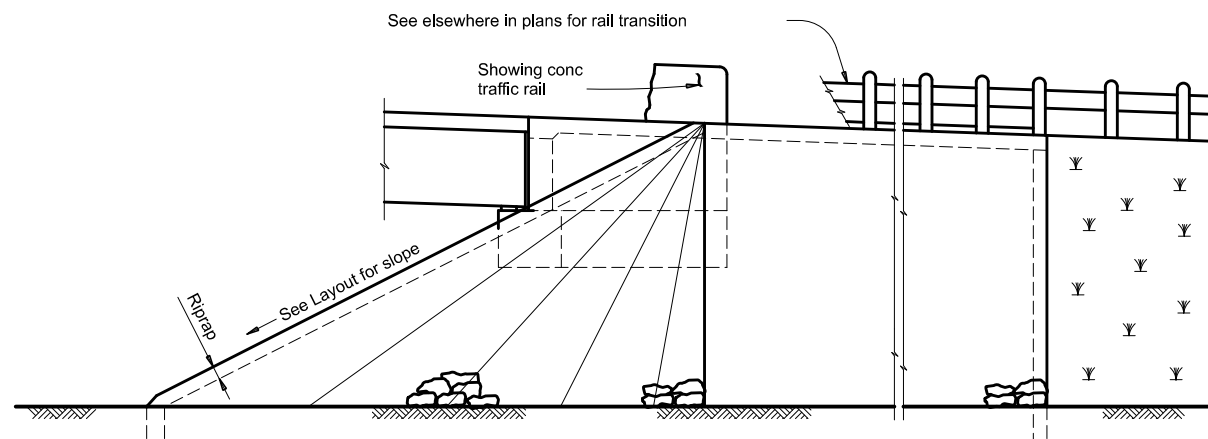 See elsewhere in plans for rail transition
Showing conc
traffic rail
See Layout for slope
Riprap